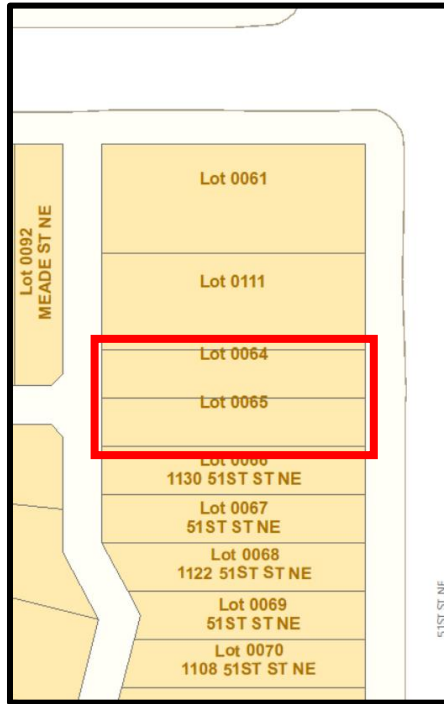 Lot 0061
Lot 0092
MEADE ST NE
Lot 0111
Lot 0064
Lot 0065
Lot 0066
1130 51ST ST NE
Lot 0067
51ST ST NE
Lot 0068
1122 51ST ST NE
Lot 0069
51ST ST NE
Lot 0070
1108 51ST ST NE
51ST ST NE